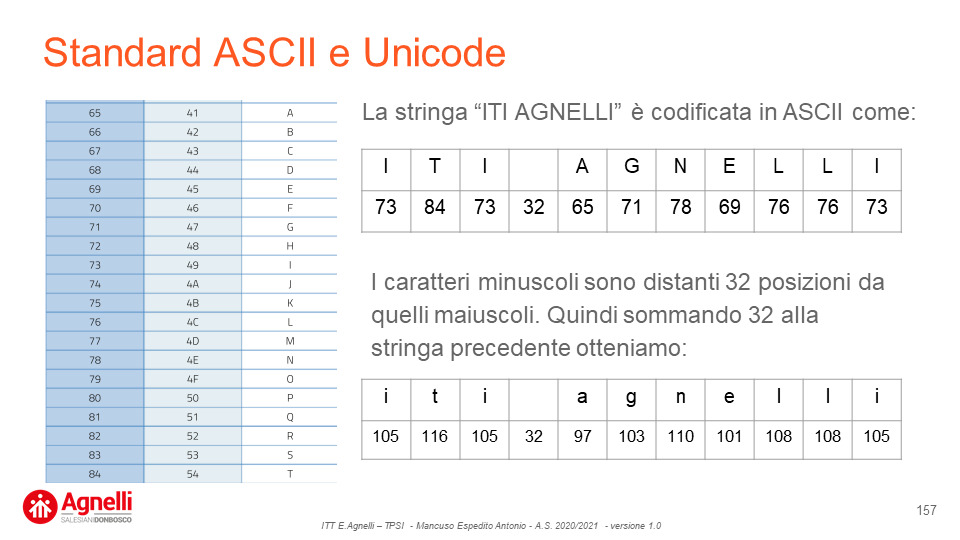 Standard ASCII e Unicode
65 41 A
66 42 B
67 43 C
68 44 D
69 45 E
70 46 F
71 47 G
72 48 H
73 49 I
74 4A J
75 4B K
76 4C L
77 4D M
78 4E N
79 4F O
80 50 P
81 51 Q
82 52 R
83 53 S
84 54 T
La stringa “ITI AGNELLI” è codificata in ASCII come:
I T I A G N E L L I
73 84 73 32 65 71 78 69 76 76 73
I caratteri minuscoli sono distanti 32 posizioni da
quelli maiuscoli. Quindi sommando 32 alla
stringa precedente otteniamo:
i t i a g n e l l i
105 116 105 32 97 103 110 101 108 108 105
Agnelli
SALESIANI DONBOSCO
157
ITT E.Agnelli – TPSI - Mancuso Espedito Antonio - A.S. 2020/2021 - versione 1.0